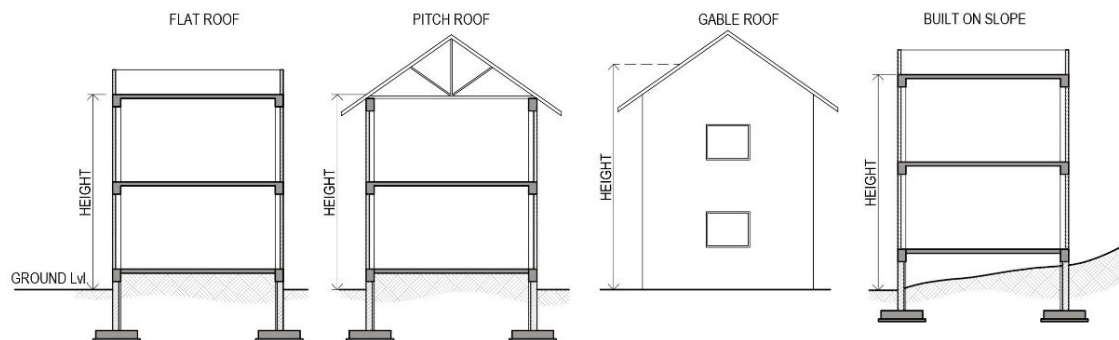 FLAT ROOF
PITCH ROOF
GABLE ROOF
BUILT ON SLOPE
HEIGHT
HEIGHT
HEIGHT
HEIGHT
GROUND Lvl.